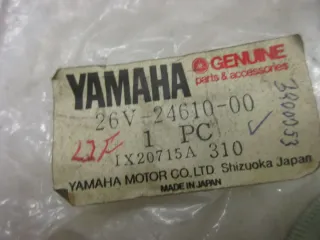 YAMAHA GENUINE
parts & accessories
26V-24610-00
1 PC
1X20715A 310
YAMAHA MOTOR CO.,LTD. Shizuoka Japan
MADE IN JAPAN